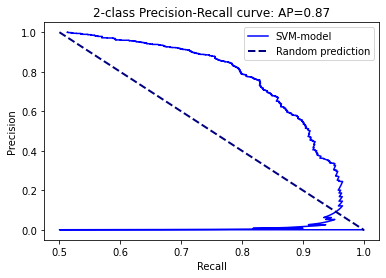 2-class Precision-Recall curve: AP=0.87
SVM-model
Random prediction
Precision
1.0
0.8
0.6
0.4
0.2
0.0
0.5
0.6
0.7
0.8
0.9
1.0
Recall